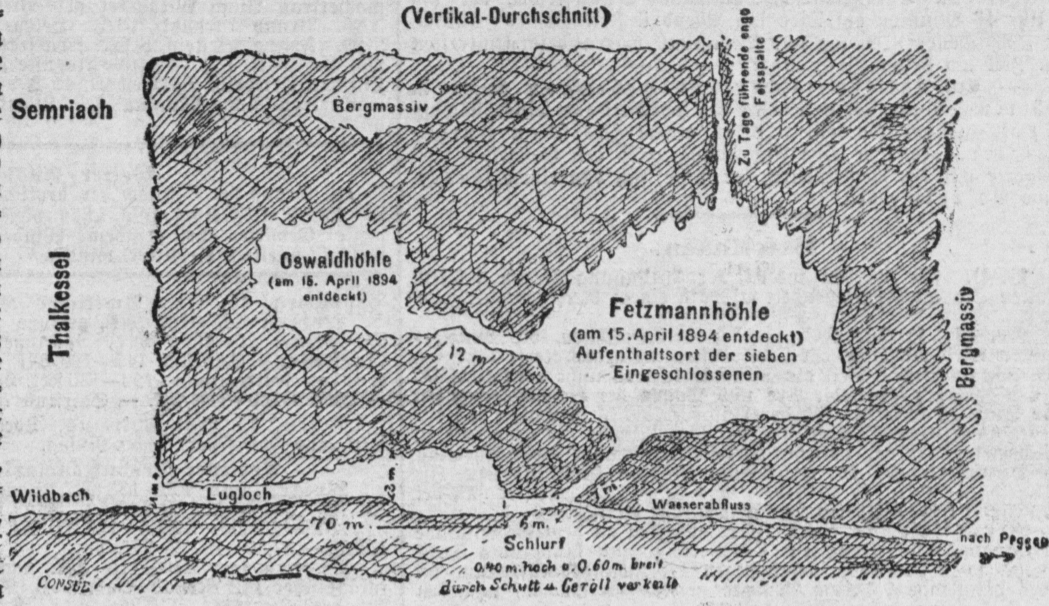 (Vertikal-Durchschnitt)
Semriach
Bergmassiv
Zu Tage führende enge
Felsspalte
Oswaldhöhle
(am 15. April 1894
entdeckt)
Thalkessel
Fetzmannhöhle
(am 15. April 1894 entdeckt)
Aufenthaltsort der sieben
Eingeschlossenen
12 m
Bergmassiv
Wildbach
Lugloch
1 m
Wasserabfluss
70 m.
6 m.
Schlurf
nach Peggau
0,40 m. hoch u. 0.60 m. breit
durch Schutt u. Geröll verkeilt